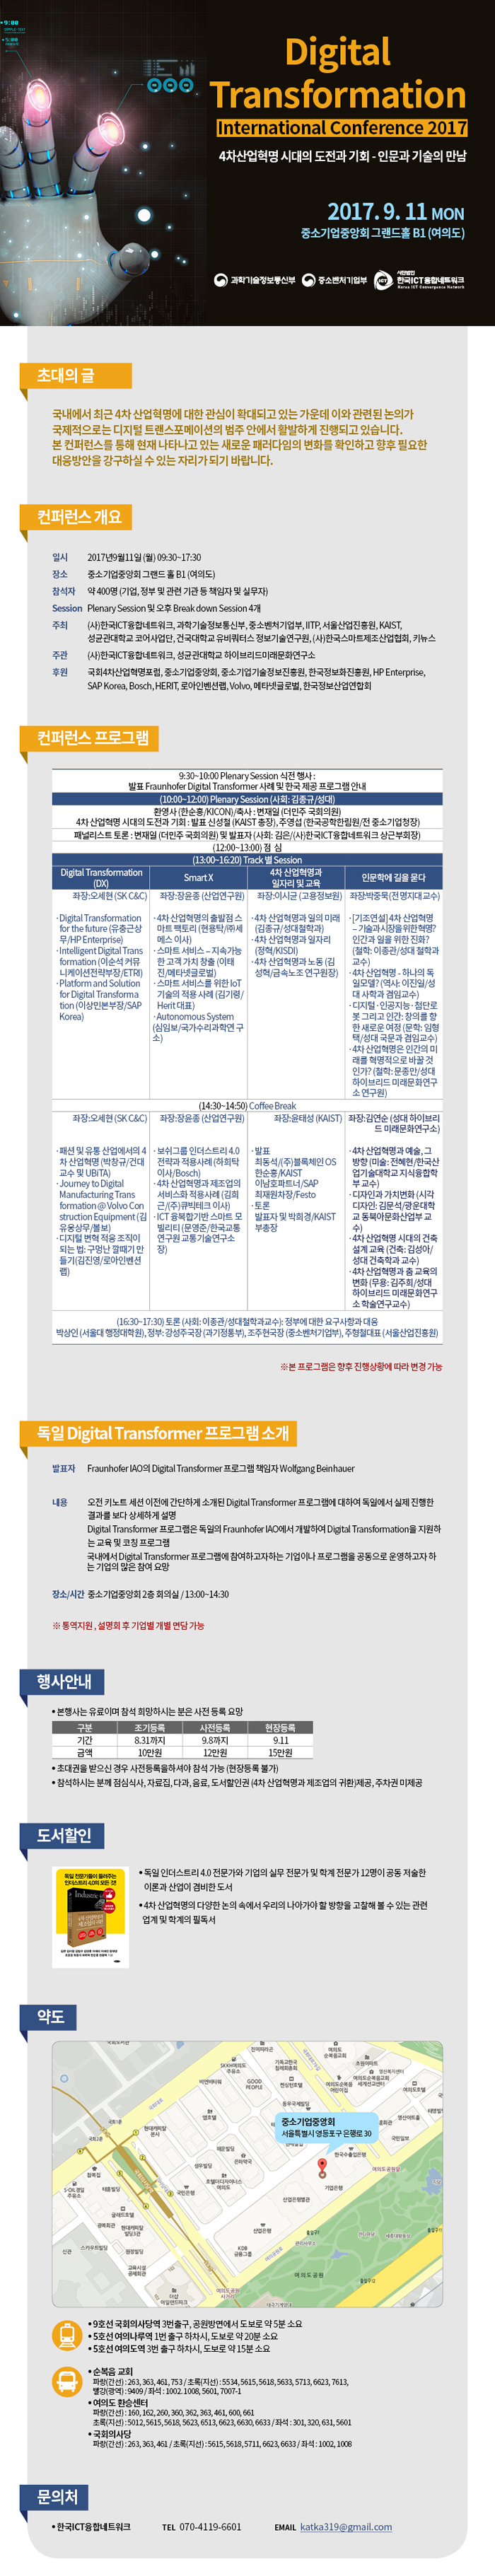 Digital
Transformation
International Conference 2017
4차산업혁명 시대의 도전과 기회 - 인문과 기술의 만남
2017. 9. 11 MON
중소기업중앙회 그랜드홀 B1 (여의도)
과학기술정보통신부 중소벤처기업부 사단법인 한국ICT융합네트워크
Korea ICT Convergence Network
초대의 글
국내에서 최근 4차 산업혁명에 대한 관심이 확대되고 있는 가운데 이와 관련된 논의가
국제적으로는 디지털 트랜스포메이션의 범주 안에서 활발하게 진행되고 있습니다.
본 컨퍼런스를 통해 현재 나타나고 있는 새로운 패러다임의 변화를 확인하고 향후 필요한
대응방안을 강구하실 수 있는 자리가 되기 바랍니다.
컨퍼런스 개요
일시 2017년9월11일 (월) 09:30~17:30
장소 중소기업중앙회 그랜드 홀 B1 (여의도)
참석자 약 400명 (기업, 정부 및 관련 기관 등 책임자 및 실무자)
Session Plenary Session 및 오후 Break down Session 4개
주최 (사)한국ICT융합네트워크, 과학기술정보통신부, 중소벤처기업부, IITP, 서울산업진흥원, KAIST,
성균관대학교 코어사업단, 건국대학교 유비쿼터스 정보기술연구원, (사)한국스마트제조산업협회, 키뉴스
주관 (사)한국ICT융합네트워크, 성균관대학교 하이브리드미래문화연구소
후원 국회4차산업혁명포럼, 중소기업중앙회, 중소기업기술정보진흥원, 한국정보화진흥원, HP Enterprise,
SAP Korea, Bosch, HERIT, 로아인벤션랩, Volvo, 메타넷글로벌, 한국정보산업연합회
컨퍼런스 프로그램
9:30~10:00 Plenary Session 식전 행사 :
발표 Fraunhofer Digital Transformer 사례 및 한국 제공 프로그램 안내
(10:00~12:00) Plenary Session (사회: 김종규/성대)
환영사 (한순흥/KICON)/축사 : 변재일 (더민주 국회의원)
4차 산업혁명 시대의 도전과 기회 : 발표 신성철 (KAIST 총장), 주영섭 (한국공학한림원/전 중소기업청장)
패널리스트 토론 : 변재일 (더민주 국회의원) 및 발표자 (사회: 김은/(사)한국ICT융합네트워크 상근부회장)
(12:00~13:00) 점 심
(13:00~16:20) Track 별 Session
Digital Transformation
(DX)
Smart X
4차 산업혁명과
일자리 및 교육
인문학에 길을 묻다
좌장:오세현 (SK C&C)
· Digital Transformation
for the future (유충근상
무/HP Enterprise)
· Intelligent Digital Trans
formation (이순석 커뮤
니케이션전략부장/ETRI)
· Platform and Solution
for Digital Transforma
tion (이상민본부장/SAP
Korea)
좌장:장윤종 (산업연구원)
· 4차 산업혁명의 출발점 스
마트 팩토리 (현용탁/㈜세
메스 이사)
· 스마트 서비스 – 지속가능
한 고객 가치 창출 (이태
진/메타넷글로벌)
· 스마트 서비스를 위한 IoT
기술의 적용 사례 (김기령/
Herit 대표)
· Autonomous System
(심임보/국가수리과학연 구
소)
좌장:이시균 (고용정보원)
· 4차 산업혁명과 일의 미래
(김종규/성대철학과)
· 4차 산업혁명과 일자리
(정혁/KISDI)
· 4차 산업혁명과 노동 (김
성혁/금속노조 연구원장)
좌장:박중욱(전 명지대 교수)
· [기조연설] 4차 산업혁명
– 기술과시장을위한혁명?
인간과 일을 위한 진화?
(철학: 이종관/성대 철학과
교수)
· 4차 산업혁명 - 하나의 독
일모델? (역사: 이진일/성
대 사학과 겸임교수)
· 디지털 · 인공지능 · 첨단로
봇 그리고 인간: 창의를 향
한 새로운 여정 (문학: 임형
택/성대 국문과 겸임교수)
· 4차 산업혁명은 인간의 미
래를 혁명적으로 바꿀 것
인가? (철학: 문종만/성대
하이브리드 미래문화연구
소 연구원)
(14:30~14:50) Coffee Break
좌장:오세현 (SK C&C)
· 패션 및 유통 산업에서의 4
차 산업혁명 (박창규/건대
교수 및 UBITA)
· Journey to Digital
Manufacturing Trans
formation @ Volvo Con
struction Equipment (김
유웅상무/볼보)
· 디지털 변혁 적응 조직이
되는 법: 구멍난 깔때기 만
들기(김진영/로아인벤션
랩)
좌장:장윤종 (산업연구원)
· 보쉬그룹 인더스트리 4.0
전략과 적용사례 (하희탁
이사/Bosch)
· 4차 산업혁명과 제조업의
서비스화 적용사례 (김희
근/(주)큐빅테크 이사)
· ICT 융복합기반 스마트 모
빌리티 (문영준/한국교통
연구원 교통기술연구소
장)
좌장:윤태성 (KAIST)
· 발표
최동석/(주)블록체인 OS
한순흥/KAIST
이남호파트너/SAP
최재원차장/Festo
· 토론
발표자 및 박희경/KAIST
부총장
좌장:김연순 (성대 하이브리
드 미래문화연구소)
· 4차 산업혁명과 예술, 그
방향 (미술: 전혜현/한국산
업기술대학교 지식융합학
부 교수)
· 디자인과 가치변화 (시각
디자인: 김문석/광운대학
교 동북아문화산업부 교
수)
· 4차 산업혁명 시대의 건축
설계 교육 (건축: 김성아/
성대 건축학과 교수)
· 4차 산업혁명과 춤 교육의
변화 (무용: 김주희/성대
하이브리드 미래문화연구
소 학술연구교수)
(16:30~17:30) 토론 (사회: 이종관/성대철학과교수): 정부에 대한 요구사항과 대응
박상인 (서울대 행정대학원), 정부: 강성주국장 (과기정통부), 조주현국장 (중소벤처기업부), 주형철대표 (서울산업진흥원)
※본 프로그램은 향후 진행상황에 따라 변경 가능
독일 Digital Transformer 프로그램 소개
발표자 Fraunhofer IAO의 Digital Transformer 프로그램 책임자 Wolfgang Beinhauer
내용 오전 키노트 세션 이전에 간단하게 소개된 Digital Transformer 프로그램에 대하여 독일에서 실제 진행한
결과를 보다 상세하게 설명
Digital Transformer 프로그램은 독일의 Fraunhofer IAO에서 개발하여 Digital Transformation을 지원하
는 교육 및 코칭 프로그램
국내에서 Digital Transformer 프로그램에 참여하고자하는 기업이나 프로그램을 공동으로 운영하고자 하
는 기업의 많은 참여 요망
장소/시간 중소기업중앙회 2층 회의실 / 13:00~14:30
※ 통역지원 , 설명회 후 기업별 개별 면담 가능
행사안내
• 본행사는 유료이며 참석 희망하시는 분은 사전 등록 요망
구분 조기등록 사전등록 현장등록
기간 8.31까지 9.8까지 9.11
금액 10만원 12만원 15만원
• 초대권을 받으신 경우 사전등록을하셔야 참석 가능 (현장등록 불가)
• 참석하시는 분께 점심식사, 자료집, 다과, 음료, 도서할인권 (4차 산업혁명과 제조업의 귀환)제공, 주차권 미제공
도서할인
독일 전문가들이 들려주는
인더스트리 4.0의 모든 것!
• 독일 인더스트리 4.0 전문가와 기업의 실무 전문가 및 학계 전문가 12명이 공동 저술한
이론과 산업이 겸비한 도서
• 4차 산업혁명의 다양한 논의 속에서 우리의 나아가야 할 방향을 고찰해 볼 수 있는 관련
업계 및 학계의 필독서
약도
중소기업중앙회
서울특별시 영등포구 은행로 30
GOOD
PEOPLE
기업은행
산업은행
KDB
금융그룹
국민은행
국민일보
여의도공원
• 9호선 국회의사당역 3번출구, 공원방면에서 도보로 약 5분 소요
• 5호선 여의나루역 1번 출구 하차시, 도보로 약 20분 소요
• 5호선 여의도역 3번 출구 하차시, 도보로 약 15분 소요
• 순복음 교회
파랑(간선) : 263, 363, 461, 753 / 초록(지선) : 5534, 5615, 5618, 5633, 5713, 6623, 7613,
빨강(광역) : 9409 / 좌석 : 1002. 1008, 5601, 7007-1
• 여의도 환승센터
파랑(간선) : 160, 162, 260, 360, 362, 363, 461, 600, 661
초록(지선) : 5012, 5615, 5618, 5623, 6513, 6623, 6630, 6633 / 좌석 : 301, 320, 631, 5601
• 국회의사당
파랑(간선) : 263, 363, 461 / 초록(지선) : 5615, 5618, 5711, 6623, 6633 / 좌석 : 1002, 1008
문의처
• 한국ICT융합네트워크 TEL 070-4119-6601 EMAIL katka319@gmail.com